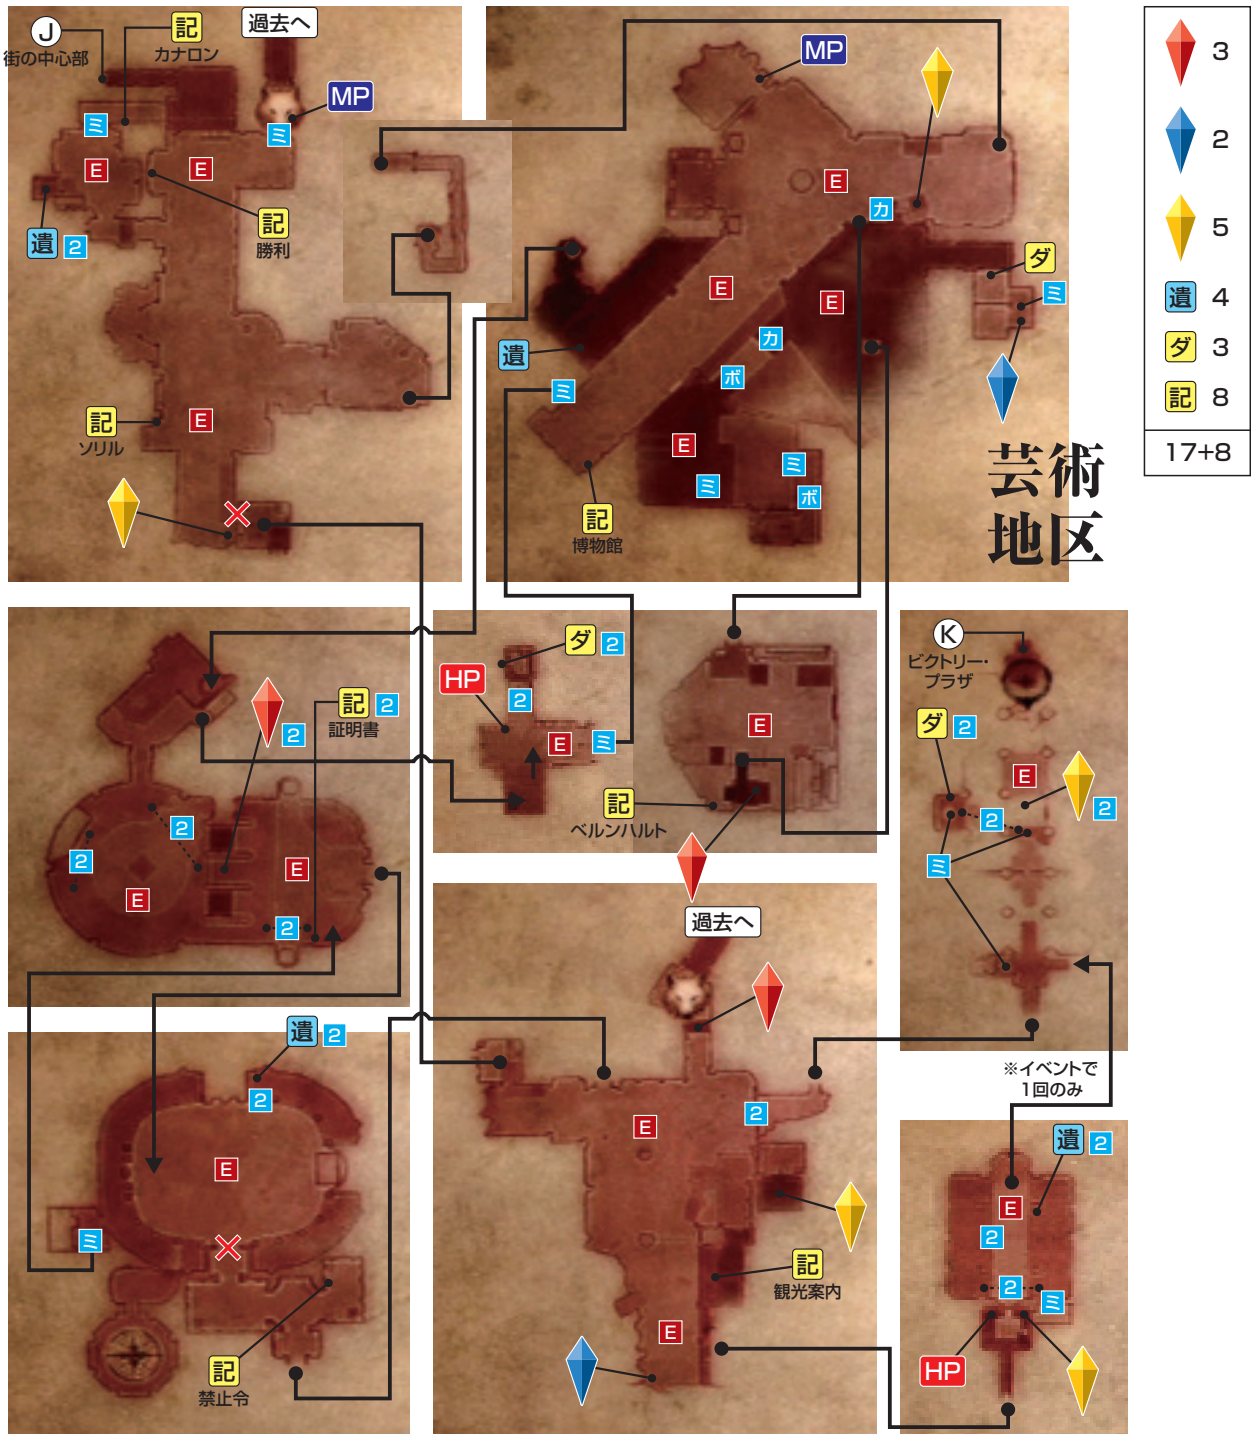 J
街の中心部
記
カナロン
過去へ
MP
ミ
ミ
E
E
記
勝利
遺 2
記
ソリル
E
MP
E
カ
E
E
ダ
ミ
遺
カ
ミ
ボ
E
ミ
ミ
ボ
記
博物館
芸術
地区
3
2
5
遺 4
ダ 3
記 8
17+8
2
記 2
証明書
2
2
E
E
2
ダ 2
HP
2
E
ミ
E
記
ベルンハルト
K
ビクトリー・
プラザ
ダ 2
E
2
2
ミ
※イベントで
1回のみ
遺 2
2
E
ミ
記
禁止令
過去へ
E
2
記
観光案内
E
遺 2
E
2
2
ミ
HP